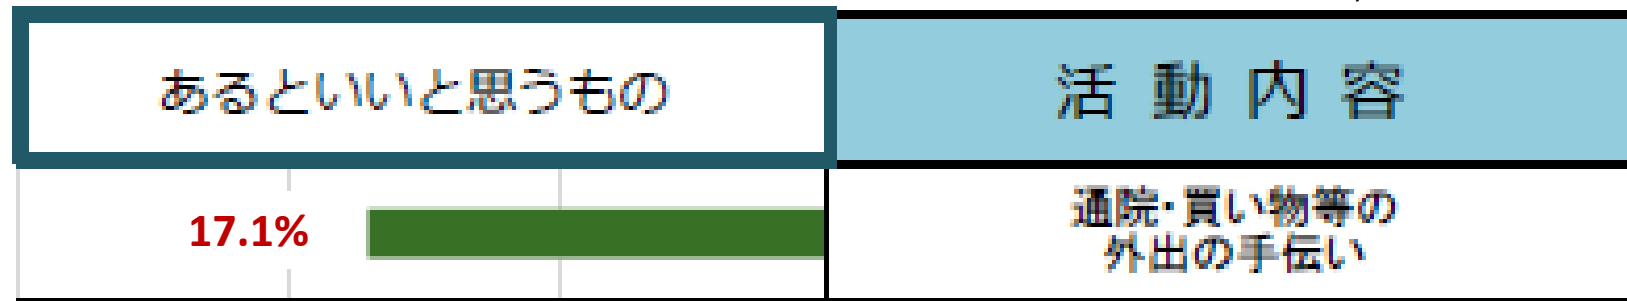 あるといいと思うもの
活動内容
17.1%
通院・買い物等の
外出の手伝い